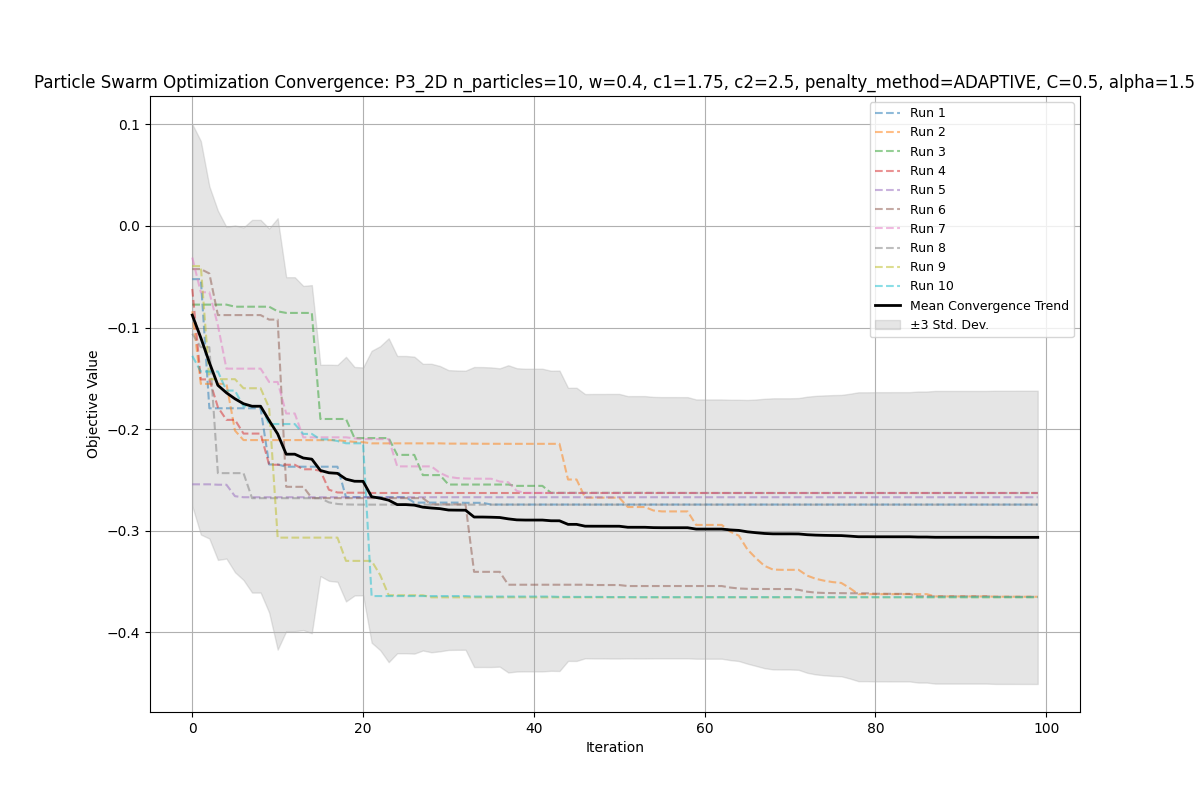 Particle Swarm Optimization Convergence: P3_2D n_particles=10, w=0.4, c1=1.75, c2=2.5, penalty_method=ADAPTIVE, C=0.5, alpha=1.5
0.1
0.0
−0.1
−0.2
−0.3
−0.4
Objective Value
Run 1
Run 2
Run 3
Run 4
Run 5
Run 6
Run 7
Run 8
Run 9
Run 10
Mean Convergence Trend
±3 Std. Dev.
0
20
40
60
80
100
Iteration